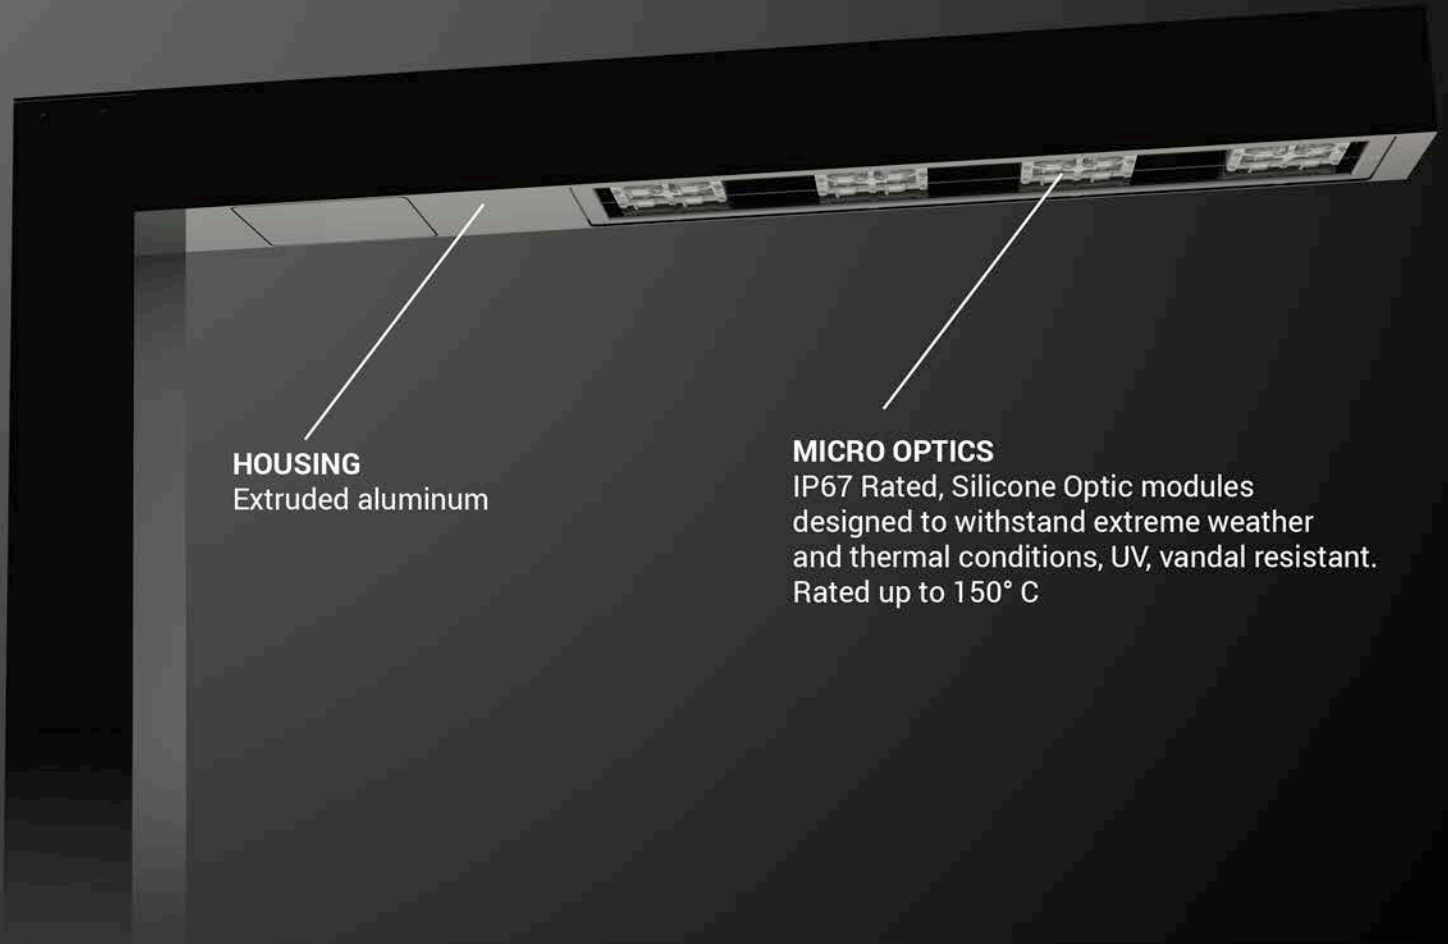 HOUSING
Extruded aluminum
MICRO OPTICS
IP67 Rated, Silicone Optic modules
designed to withstand extreme weather
and thermal conditions, UV, vandal resistant.
Rated up to 150° C